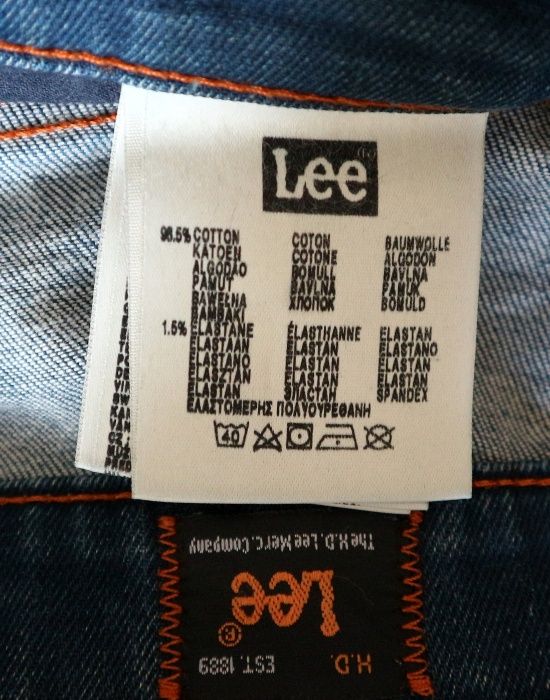 Lee®
98.5% COTTON COTON BAUMWOLLE
KATOEN COTONE ALGODON
ALGODÃO BOMULL BAVLNA
PAMUT BAVLNA PAMUK
BAWEŁNA ХЛОПОК BOMULD
BAMBAKI
1.5% ELASTANE ÉLASTHANNE ELASTAN
ELASTAAN ELASTAN ELASTANO
ELASTANO ELASTAN ELASTAN
ELASZTÁN ELASTAN ELASTAN
ELASTAN ЭЛАСТАН SPANDEX
ΕΛΑΣΤΟΜΕΡΗΣ ΠΟΛΥΟΥΡΕΘΑΝΗ
40
The H.D. Lee Merc. Company
Lee®
H.D. EST. 1889